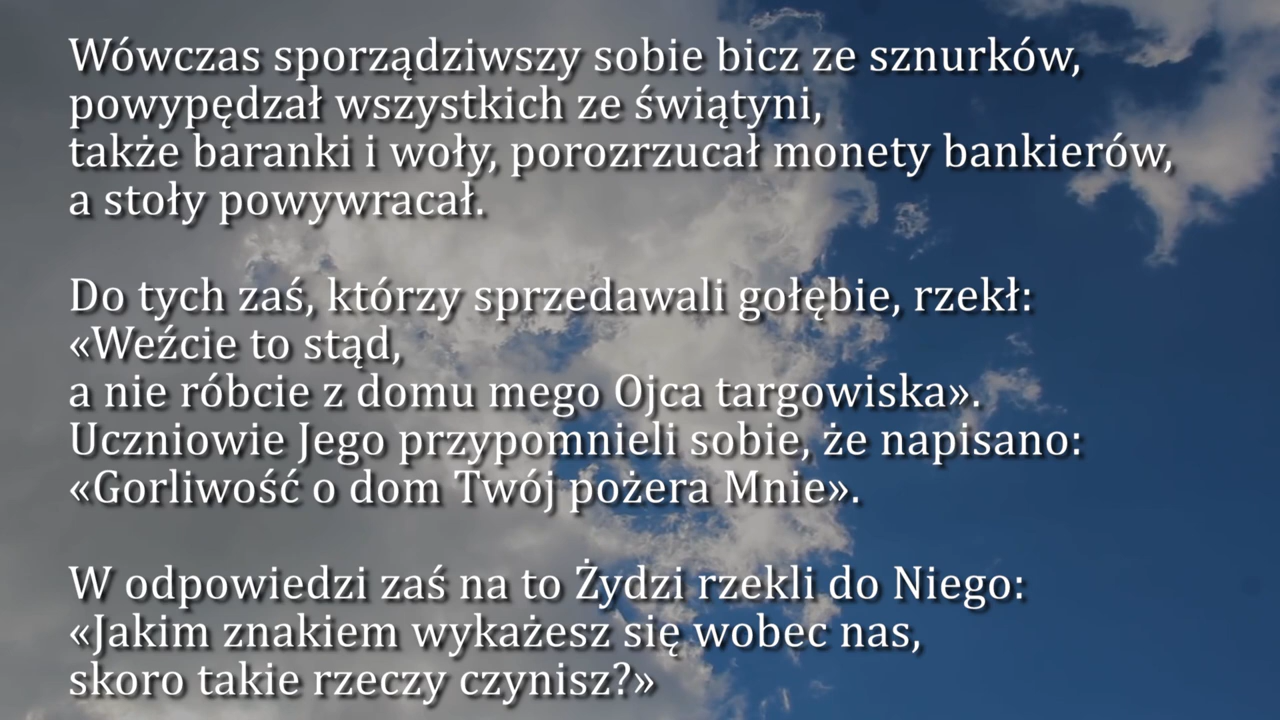 Wówczas sporządziwszy sobie bicz ze sznurków,
powypędzał wszystkich ze świątyni,
także baranki i woły, porozrzucał monety bankierów,
a stoły powywracał.
Do tych zaś, którzy sprzedawali gołębie, rzekł:
«Weźcie to stąd,
a nie róbcie z domu mego Ojca targowiska».
Uczniowie Jego przypomnieli sobie, że napisano:
«Gorliwość o dom Twój pożera Mnie».
W odpowiedzi zaś na to Żydzi rzekli do Niego:
«Jakim znakiem wykażesz się wobec nas,
skoro takie rzeczy czynisz?»